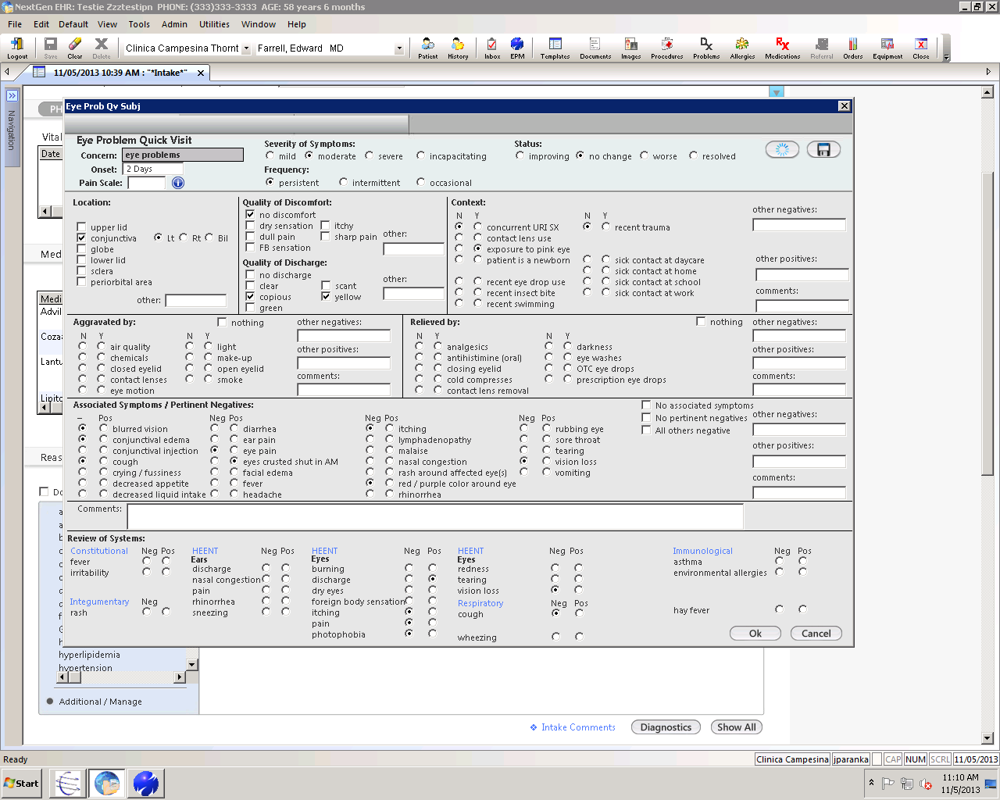 NextGen EHR: Testie Zzztestipn PHONE: (333)333-3333 AGE: 58 years 6 months
File Edit Default View Tools Admin Utilities Window Help
Logout Save Clear Delete Clinica Campesina Thornt Farrell, Edward MD Patient History Inbox EPM Templates Documents Images Procedures Problems Allergies Medications Referral Orders Equipment Close
11/05/2013 10:39 AM : "*Intake*"
Navigation
PH
Vital
Date
Med
Medi
Advil
Cozaa
Lantu
Lipito
Reas
Do
Eye Prob Qv Subj
Eye Problem Quick Visit
Concern: eye problems
Onset: 2 Days
Pain Scale:
Severity of Symptoms:
mild moderate severe incapacitating
Frequency:
persistent intermittent occasional
Status:
improving no change worse resolved
Location:
upper lid
conjunctiva Lt Rt Bil
globe
lower lid
sclera
periorbital area
other:
Quality of Discomfort:
no discomfort
dry sensation itchy
dull pain sharp pain other:
FB sensation
Quality of Discharge:
no discharge
clear scant other:
copious yellow
green
Context:
N Y N Y
concurrent URI SX recent trauma
contact lens use
exposure to pink eye
patient is a newborn sick contact at daycare
sick contact at home
recent eye drop use sick contact at school
recent insect bite sick contact at work
recent swimming
other negatives:
other positives:
comments:
Aggravated by: nothing other negatives:
N Y N Y
air quality light other positives:
chemicals make-up
closed eyelid open eyelid
contact lenses smoke comments:
eye motion
Relieved by: nothing other negatives:
N Y N Y
analgesics darkness other positives:
antihistimine (oral) eye washes
closing eyelid OTC eye drops
cold compresses prescription eye drops comments:
contact lens removal
Associated Symptoms / Pertinent Negatives:
No associated symptoms
No pertinent negatives
All others negative
other negatives:
other positives:
comments:
– Pos Neg Pos Neg Pos Neg Pos
blurred vision diarrhea itching rubbing eye
conjunctival edema ear pain lymphadenopathy sore throat
conjunctival injection eye pain malaise tearing
cough eyes crusted shut in AM nasal congestion vision loss
crying / fussiness facial edema rash around affected eye(s) vomiting
decreased appetite fever red / purple color around eye
decreased liquid intake headache rhinorrhea
Comments:
Review of Systems:
Constitutional Neg Pos
fever
irritability
Integumentary Neg
rash
HEENT Neg Pos
Ears
discharge
nasal congestion
pain
rhinorrhea
sneezing
HEENT Neg Pos
Eyes
burning
discharge
dry eyes
foreign body sensation
itching
pain
photophobia
HEENT Neg Pos
Eyes
redness
tearing
vision loss
Respiratory Neg Pos
cough
wheezing
Immunological Neg Pos
asthma
environmental allergies
hay fever
Ok Cancel
hyperlipidemia
hypertension
Additional / Manage
Intake Comments Diagnostics Show All
Ready Clinica Campesina jparanka CAP NUM SCRL 11/05/2013
Start 11:10 AM
11/5/2013